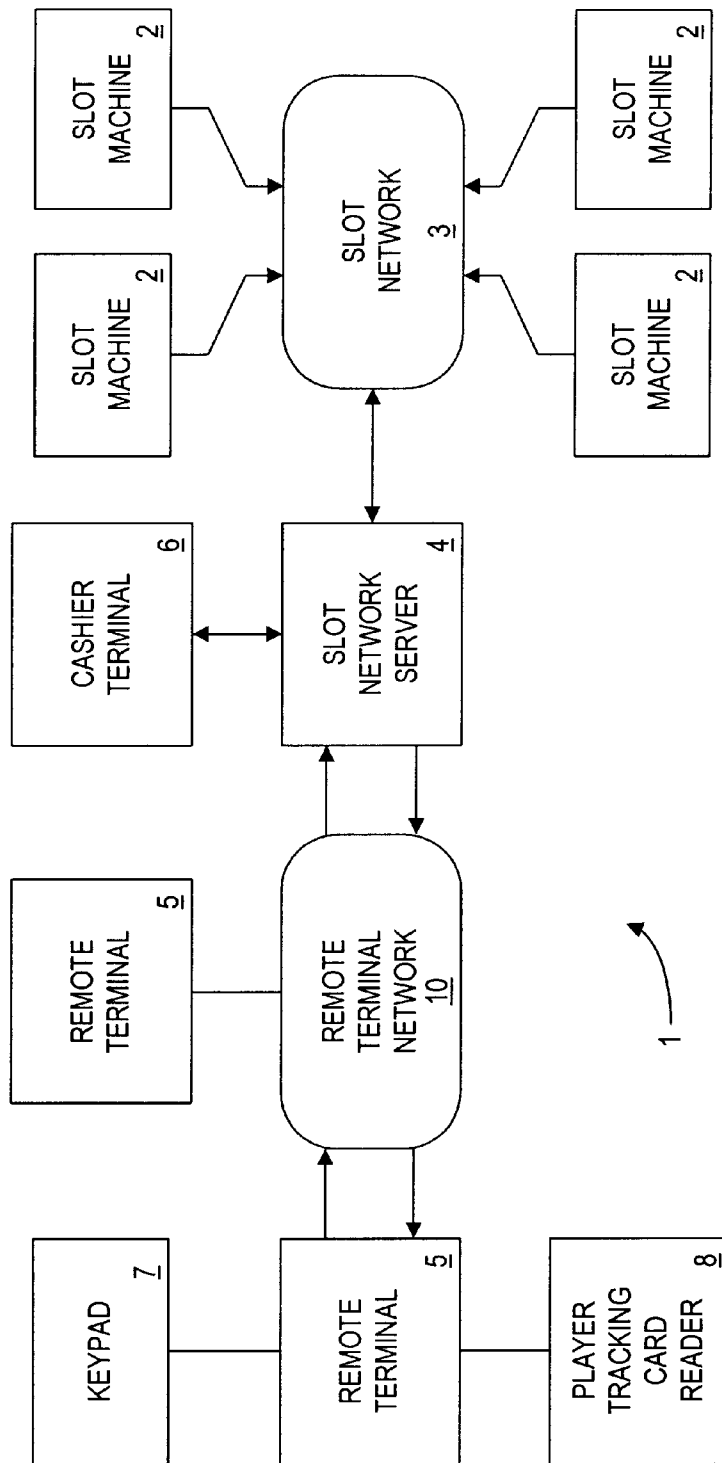 KEYPAD
7
REMOTE
TERMINAL
5
PLAYER
TRACKING
CARD
READER
8
REMOTE
TERMINAL
5
REMOTE
TERMINAL
NETWORK
10
CASHIER
TERMINAL
6
SLOT
NETWORK
SERVER
4
SLOT
MACHINE
2
SLOT
MACHINE
2
SLOT
NETWORK
3
SLOT
MACHINE
2
SLOT
MACHINE
2
1